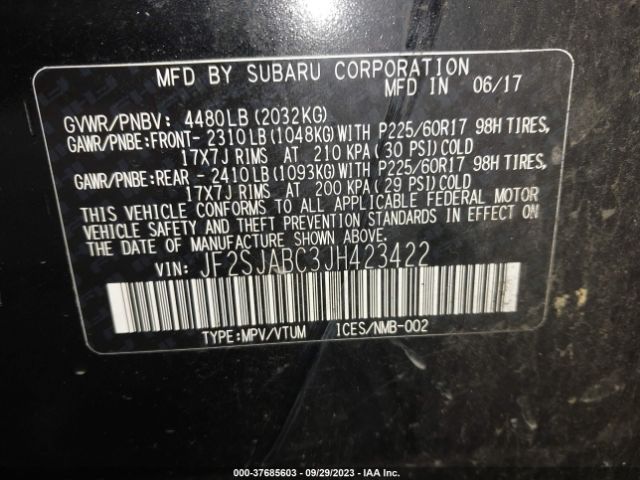 MFD BY SUBARU CORPORATION
MFD IN 06/17
GVWR/PNBV: 4480LB(2032KG)
GAWR/PNBE:FRONT- 2310LB(1048KG)WITH P225/60R17 98H TIRES,
17X7J RIMS AT 210 KPA(30 PSI)COLD
GAWR/PNBE:REAR - 2410LB(1093KG)WITH P225/60R17 98H TIRES,
17X7J RIMS AT 200 KPA(29 PSI)COLD
THIS VEHICLE CONFORMS TO ALL APPLICABLE FEDERAL MOTOR
VEHICLE SAFETY AND THEFT PREVENTION STANDARDS IN EFFECT ON
THE DATE OF MANUFACTURE SHOWN ABOVE.
VIN: JF2SJABC3JH423422
TYPE:MPV/VTUM ICES/NMB-002
000-37685603 - 09/29/2023 - IAA Inc.